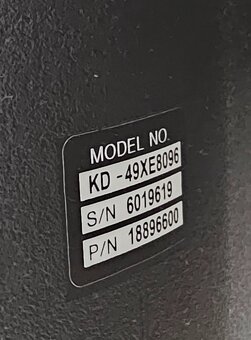 MODEL NO.
KD -49XE8096
S/N 6019619
P/N 18896600